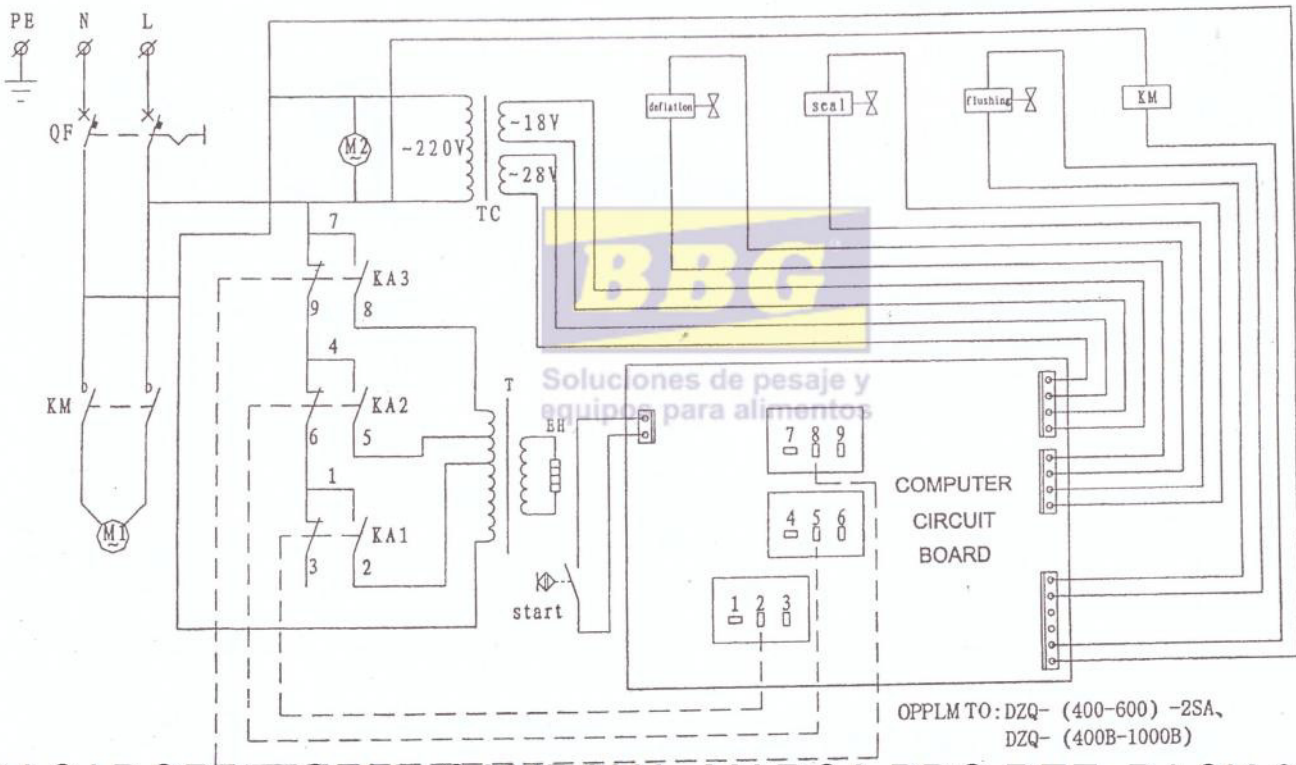 PE N L
QF
M2
~220V
~18V
~28V
TC
deflation
seal
flushing
KM
7
KA3
9 8
4
KA2
6 5
1
KA1
3 2
KM
M1
T
EH
start
BBG
Soluciones de pesaje y
equipos para alimentos
7 8 9
4 5 6
1 2 3
COMPUTER
CIRCUIT
BOARD
OPPLM TO: DZQ- (400-600) -2SA、
DZQ- (400B-1000B)